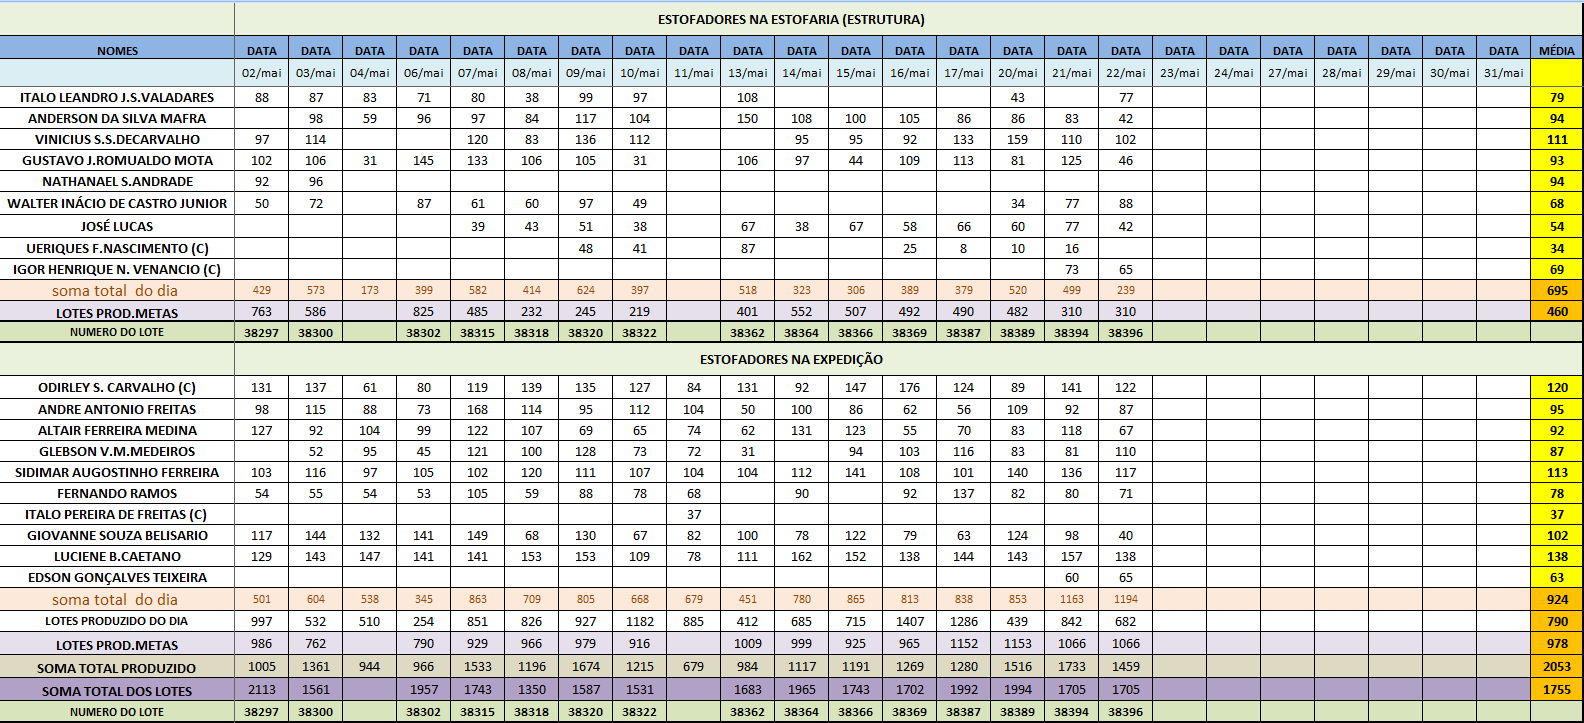 ESTOFADORES NA ESTOFARIA (ESTRUTURA)
NOMES DATA DATA DATA DATA DATA DATA DATA DATA DATA DATA DATA DATA DATA DATA DATA DATA DATA DATA DATA DATA DATA DATA DATA DATA MÉDIA
02/mai 03/mai 04/mai 06/mai 07/mai 08/mai 09/mai 10/mai 11/mai 13/mai 14/mai 15/mai 16/mai 17/mai 20/mai 21/mai 22/mai 23/mai 24/mai 27/mai 28/mai 29/mai 30/mai 31/mai
ITALO LEANDRO J.S.VALADARES 88 87 83 71 80 38 99 97 108 43 77 79
ANDERSON DA SILVA MAFRA 98 59 96 97 84 117 104 150 108 100 105 86 86 83 42 94
VINICIUS S.S.DECARVALHO 97 114 120 83 136 112 95 95 92 133 159 110 102 111
GUSTAVO J.ROMUALDO MOTA 102 106 31 145 133 106 105 31 106 97 44 109 113 81 125 46 93
NATHANAEL S.ANDRADE 92 96 94
WALTER INÁCIO DE CASTRO JUNIOR 50 72 87 61 60 97 49 34 77 88 68
JOSÉ LUCAS 39 43 51 38 67 38 67 58 66 60 77 42 54
UERIQUES F.NASCIMENTO (C) 48 41 87 25 8 10 16 34
IGOR HENRIQUE N. VENANCIO (C) 73 65 69
soma total do dia 429 573 173 399 582 414 624 397 518 323 306 389 379 520 499 239 695
LOTES PROD.METAS 763 586 825 485 232 245 219 401 552 507 492 490 482 310 310 460
NUMERO DO LOTE 38297 38300 38302 38315 38318 38320 38322 38362 38364 38366 38369 38387 38389 38394 38396
ESTOFADORES NA EXPEDIÇÃO
ODIRLEY S. CARVALHO (C) 131 137 61 80 119 139 135 127 84 131 92 147 176 124 89 141 122 120
ANDRE ANTONIO FREITAS 98 115 88 73 168 114 95 112 104 50 100 86 62 56 109 92 87 95
ALTAIR FERREIRA MEDINA 127 92 104 99 122 107 69 65 74 62 131 123 55 70 83 118 67 92
GLEBSON V.M.MEDEIROS 52 95 45 121 100 128 73 72 31 94 103 116 83 81 110 87
SIDIMAR AUGOSTINHO FERREIRA 103 116 97 105 102 120 111 107 104 104 112 141 108 101 140 136 117 113
FERNANDO RAMOS 54 55 54 53 105 59 88 78 68 90 92 137 82 80 71 78
ITALO PEREIRA DE FREITAS (C) 37 37
GIOVANNE SOUZA BELISARIO 117 144 132 141 149 68 130 67 82 100 78 122 79 63 124 98 40 102
LUCIENE B.CAETANO 129 143 147 141 141 153 153 109 78 111 162 152 138 144 143 157 138 138
EDSON GONÇALVES TEIXEIRA 60 65 63
soma total do dia 501 604 538 345 863 709 805 668 679 451 780 865 813 838 853 1163 1194 924
LOTES PRODUZIDO DO DIA 997 532 510 254 851 826 927 1182 885 412 685 715 1407 1286 439 842 682 790
LOTES PROD.METAS 986 762 790 929 966 979 916 1009 999 925 965 1152 1153 1066 1066 978
SOMA TOTAL PRODUZIDO 1005 1361 944 966 1533 1196 1674 1215 679 984 1117 1191 1269 1280 1516 1733 1459 2053
SOMA TOTAL DOS LOTES 2113 1561 1957 1743 1350 1587 1531 1683 1965 1743 1702 1992 1994 1705 1705 1755
NUMERO DO LOTE 38297 38300 38302 38315 38318 38320 38322 38362 38364 38366 38369 38387 38389 38394 38396